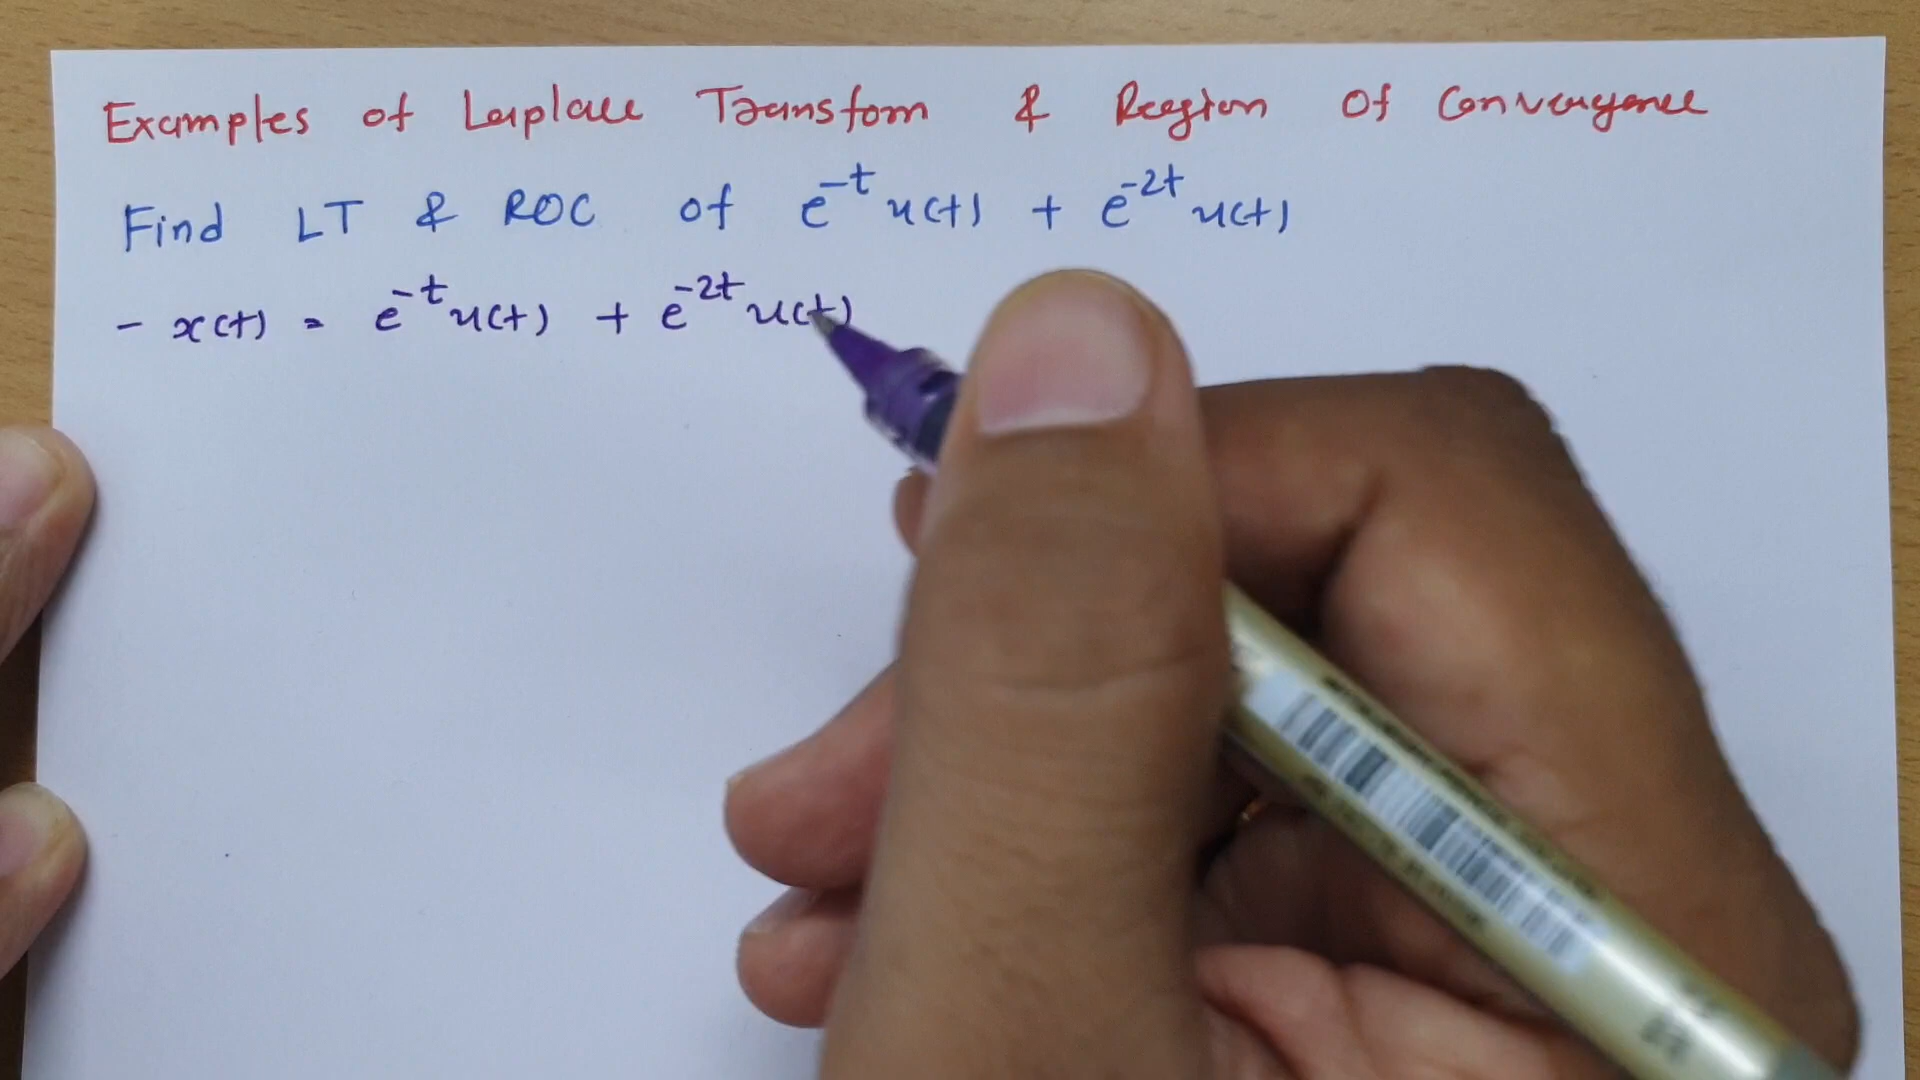 Examples of Laplace Transform & Region Of Convergence
Find LT & ROC of e^{-t} u(t) + e^{-2t} u(t)
- x(t) = e^{-t} u(t) + e^{-2t} u(t)